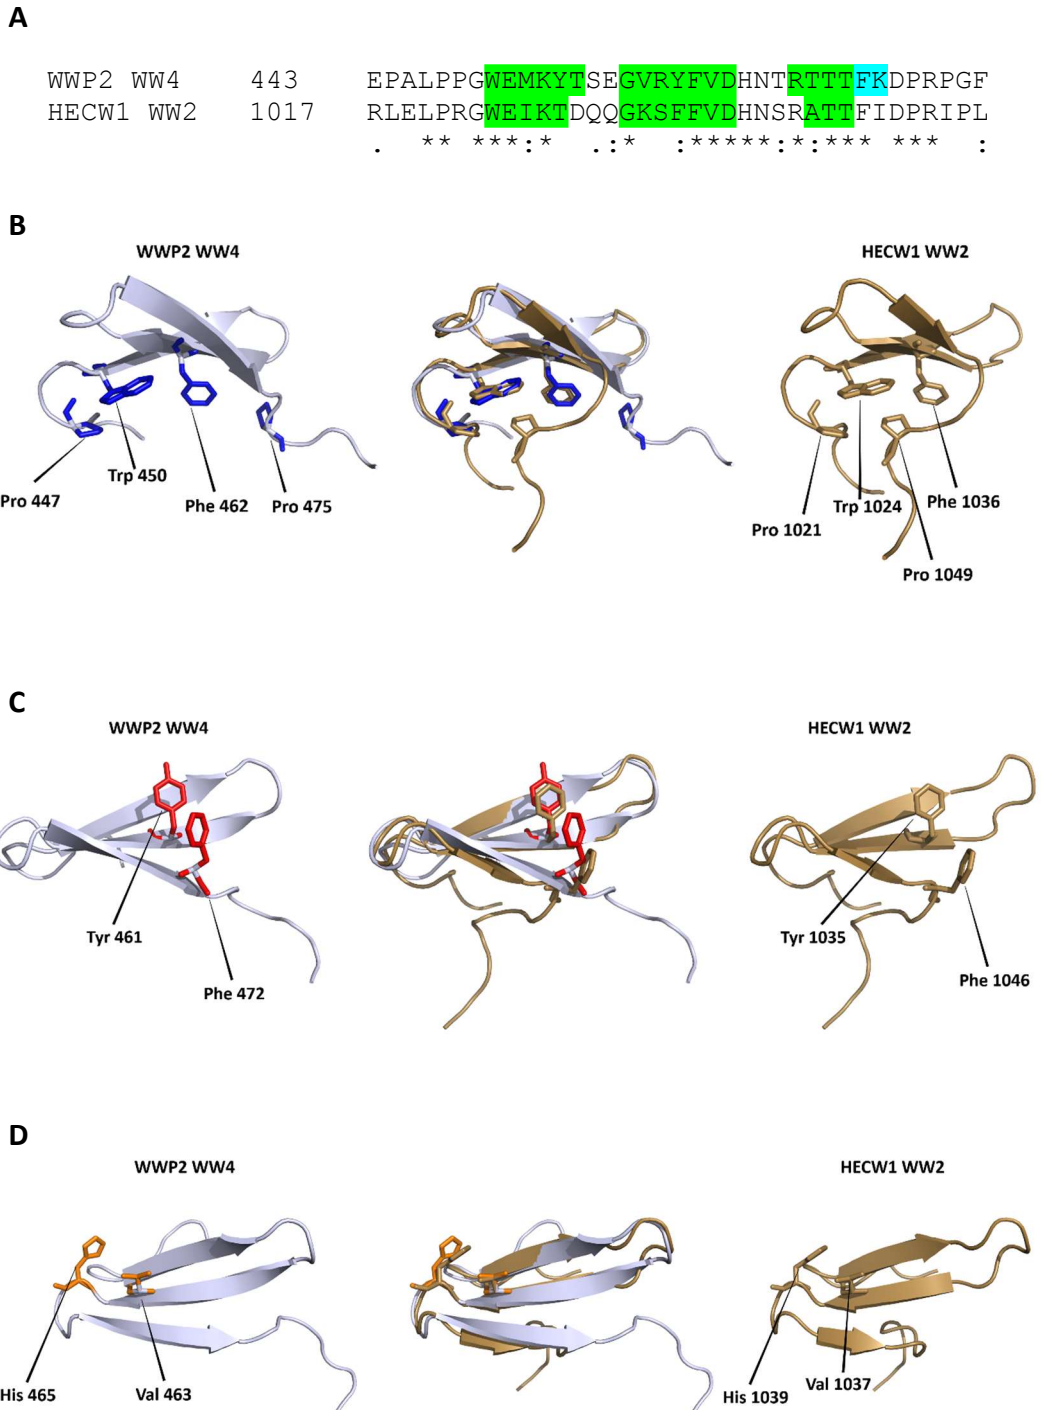 A
WWP2 WW4 443 EPALPPGWEMKYTSEGVRYFVDHNTRTTTFKDPRPGF
HECW1 WW2 1017 RLELPRGWEIKTDQQGKSFFVDHNSRATTFIDPRIPL
. ** ***:* .:* :*****:*:*** *** :
B
WWP2 WW4
HECW1 WW2
Pro 447
Trp 450
Phe 462
Pro 475
Pro 1021
Trp 1024
Phe 1036
Pro 1049
C
WWP2 WW4
HECW1 WW2
Tyr 461
Phe 472
Tyr 1035
Phe 1046
D
WWP2 WW4
HECW1 WW2
His 465
Val 463
His 1039
Val 1037